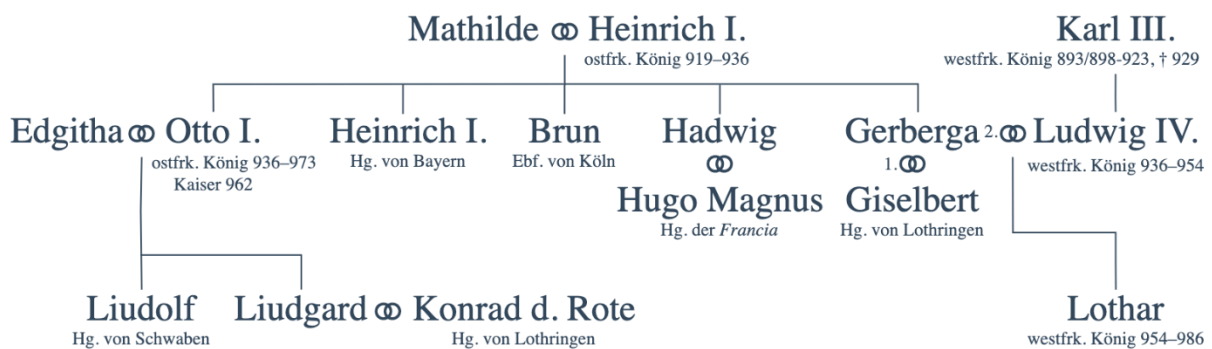 Mathilde ⚭ Heinrich I. Karl III.
ostfrk. König 919–936 westfrk. König 893/898-923, † 929
Edgitha ⚭ Otto I. Heinrich I. Brun Hadwig Gerberga 2.⚭ Ludwig IV.
ostfrk. König 936–973 Hg. von Bayern Ebf. von Köln ⚭ 1.⚭ westfrk. König 936–954
Kaiser 962
Hugo Magnus Giselbert
Hg. der Francia Hg. von Lothringen
Liudolf Liudgard ⚭ Konrad d. Rote Lothar
Hg. von Schwaben Hg. von Lothringen westfrk. König 954–986